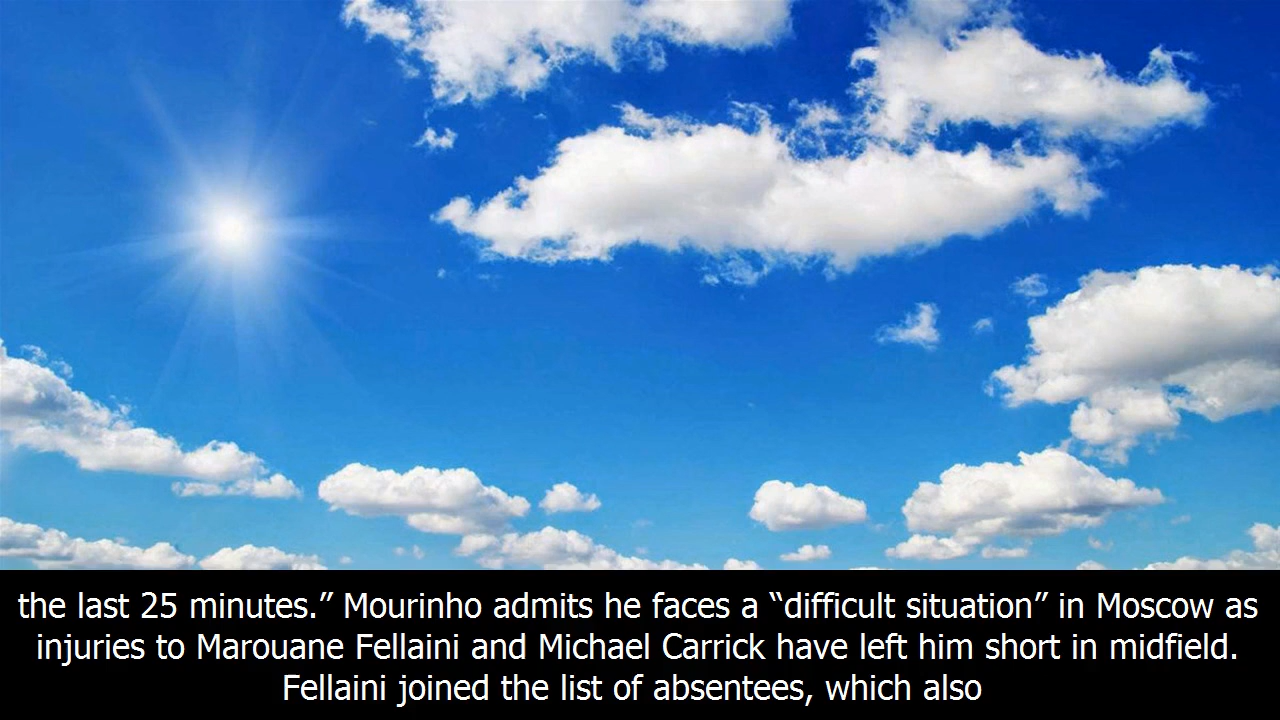 the last 25 minutes.” Mourinho admits he faces a “difficult situation” in Moscow as
injuries to Marouane Fellaini and Michael Carrick have left him short in midfield.
Fellaini joined the list of absentees, which also